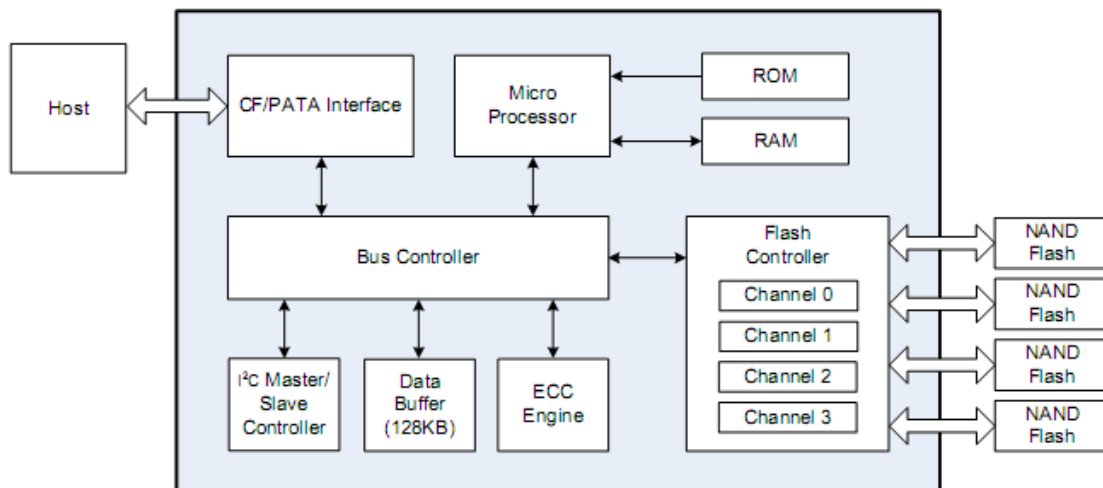 Host
CF/PATA Interface
Micro
Processor
ROM
RAM
Bus Controller
Flash
Controller
Channel 0
Channel 1
Channel 2
Channel 3
NAND
Flash
NAND
Flash
NAND
Flash
NAND
Flash
I²C Master/
Slave
Controller
Data
Buffer
(128KB)
ECC
Engine